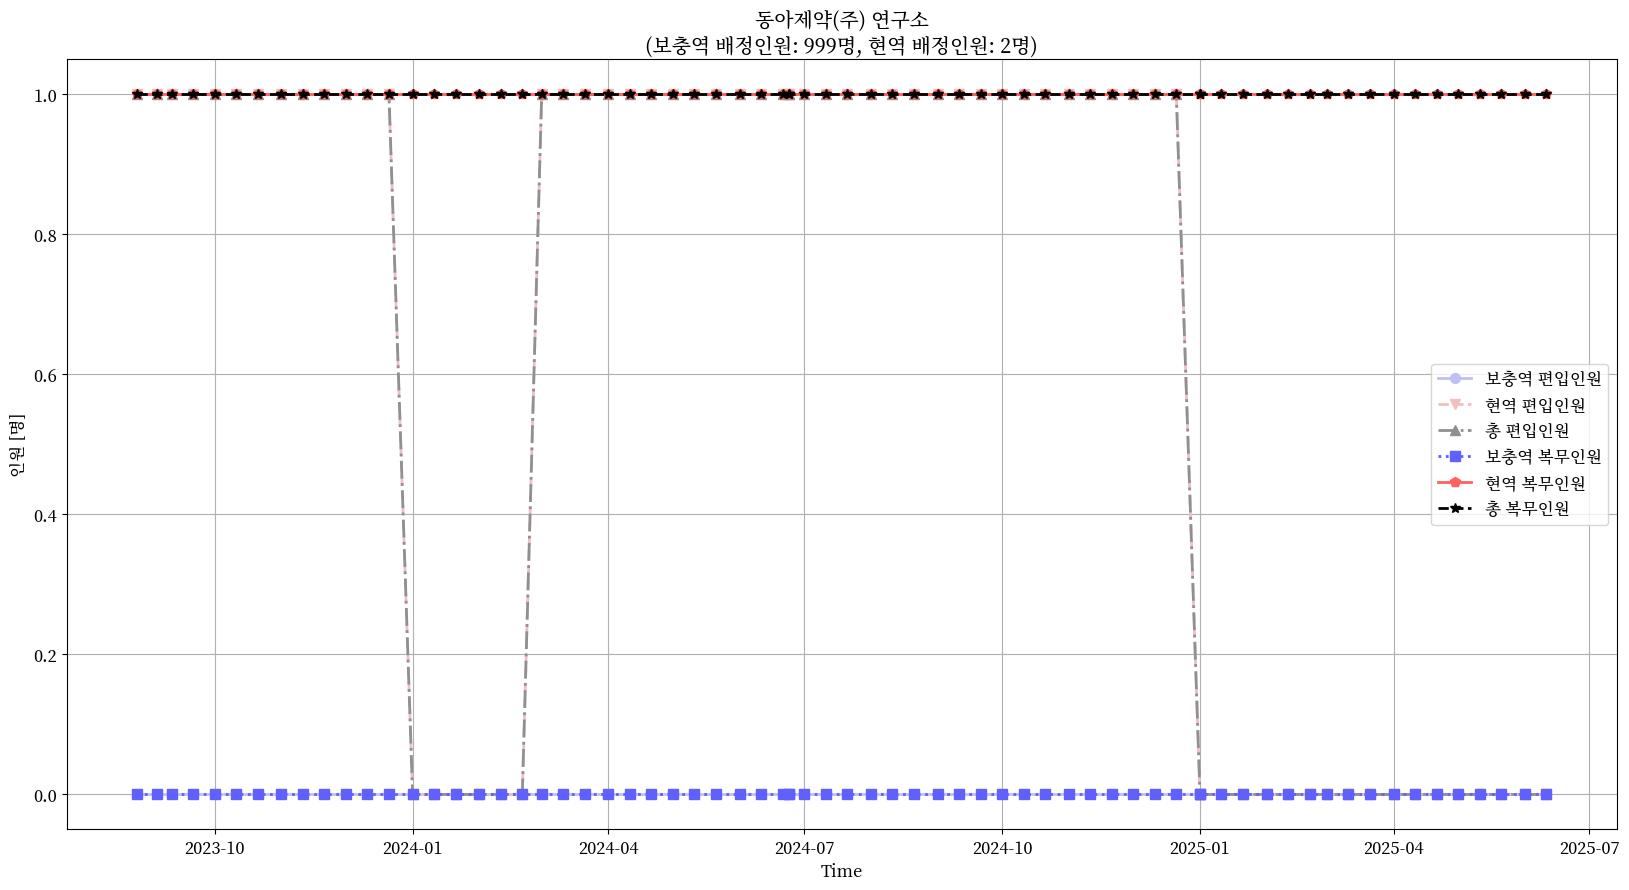 동아제약(주) 연구소
(보충역 배정인원: 999명, 현역 배정인원: 2명)
인원 [명]
1.0
0.8
0.6
0.4
0.2
0.0
보충역 편입인원
현역 편입인원
총 편입인원
보충역 복무인원
현역 복무인원
총 복무인원
2023-10
2024-01
2024-04
2024-07
2024-10
2025-01
2025-04
2025-07
Time